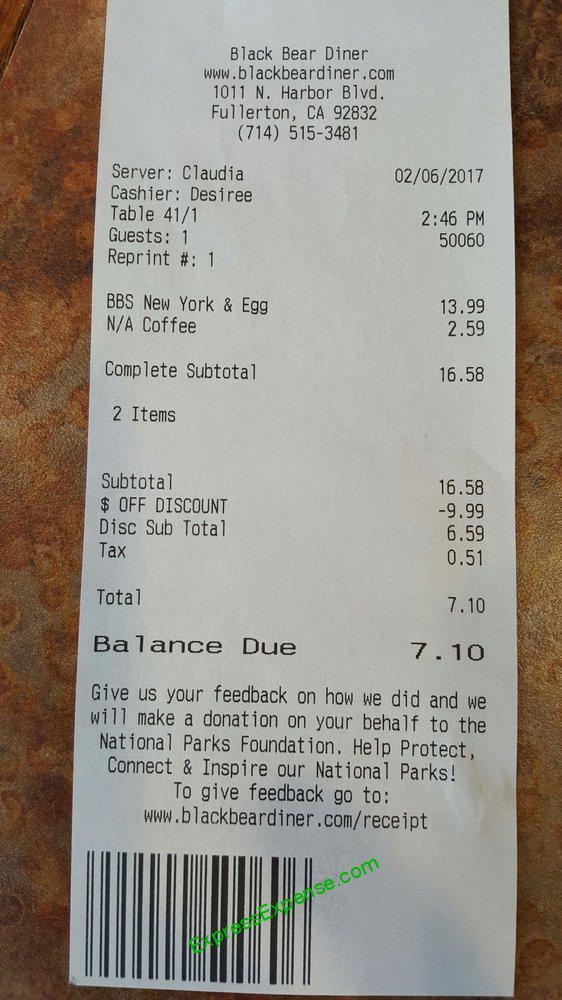 Black Bear Diner
www.blackbeardiner.com
1011 N. Harbor Blvd.
Fullerton, CA 92832
(714) 515-3481
Server: Claudia 02/06/2017
Cashier: Desiree
Table 41/1 2:46 PM
Guests: 1 50060
Reprint #: 1
BBS New York & Egg 13.99
N/A Coffee 2.59
Complete Subtotal 16.58
2 Items
Subtotal 16.58
$ OFF DISCOUNT -9.99
Disc Sub Total 6.59
Tax 0.51
Total 7.10
Balance Due 7.10
Give us your feedback on how we did and we
will make a donation on your behalf to the
National Parks Foundation. Help Protect,
Connect & Inspire our National Parks!
To give feedback go to:
www.blackbeardiner.com/receipt
ExpressExpense.com